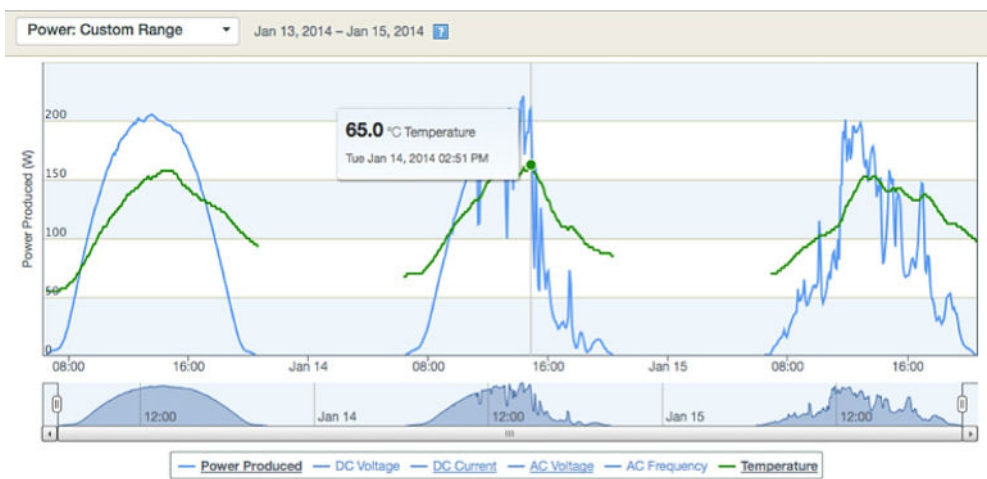 Power: Custom Range
Jan 13, 2014 – Jan 15, 2014 ?
Power Produced (W)
200
150
100
50
0
65.0 °C Temperature
Tue Jan 14, 2014 02:51 PM
08:00 16:00 Jan 14 08:00 16:00 Jan 15 08:00 16:00
12:00 Jan 14 12:00 Jan 15 12:00
Power Produced DC Voltage DC Current AC Voltage AC Frequency Temperature